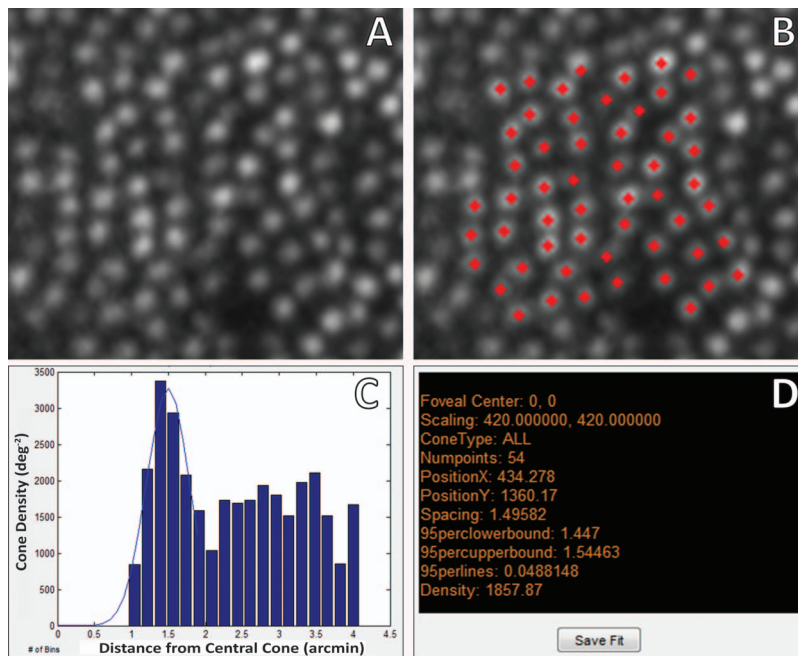 A
B
C
Cone Density (deg⁻²)
3500
3000
2500
2000
1500
1000
500
0
0 0.5 1 1.5 2 2.5 3 3.5 4 4.5
# of Bins
Distance from Central Cone (arcmin)
D
Foveal Center: 0, 0
Scaling: 420.000000, 420.000000
ConeType: ALL
Numpoints: 54
PositionX: 434.278
PositionY: 1360.17
Spacing: 1.49582
95perclowerbound: 1.447
95percupperbound: 1.54463
95perlines: 0.0488148
Density: 1857.87
Save Fit